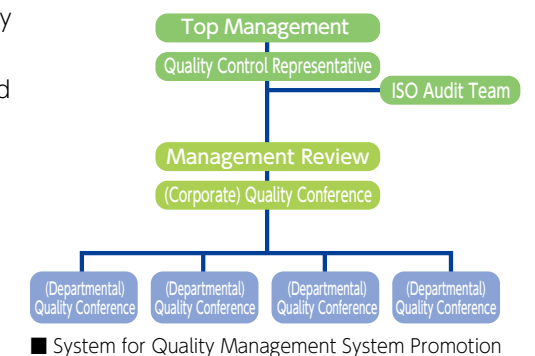 y
Top Management
Quality Control Representative
d
ISO Audit Team
Management Review
(Corporate) Quality Conference
(Departmental)
Quality Conference
(Departmental)
Quality Conference
(Departmental)
Quality Conference
(Departmental)
Quality Conference
■ System for Quality Management System Promotion